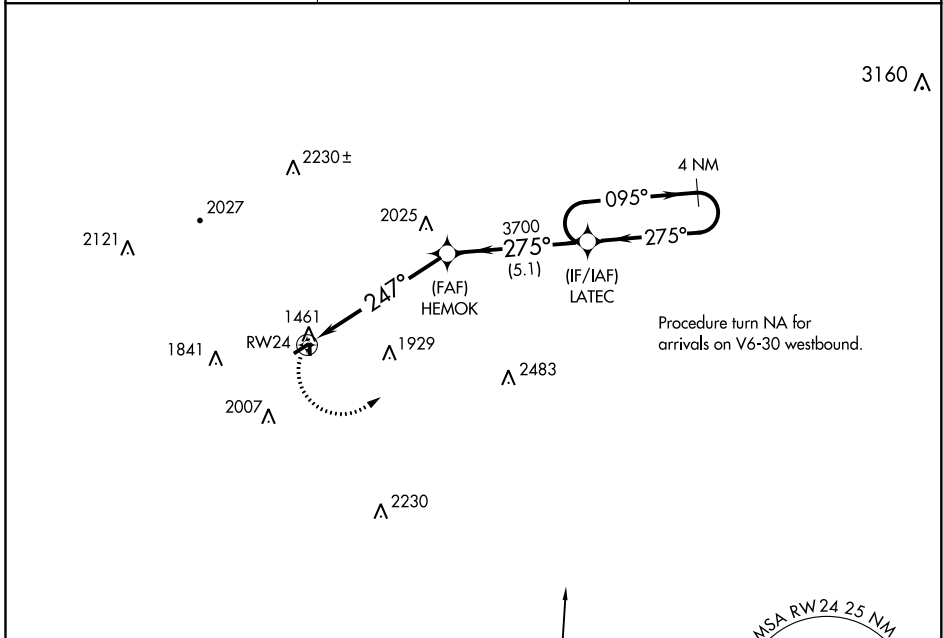 3160
4 NM
2230±
095°
2027
2025
3700
275°
275°
2121
(5.1)
(IF/IAF)
LATEC
(FAF)
HEMOK
247°
1461
RW24
Procedure turn NA for
arrivals on V6-30 westbound.
1841
1929
2483
2007
2230
MSA RW24 25 NM